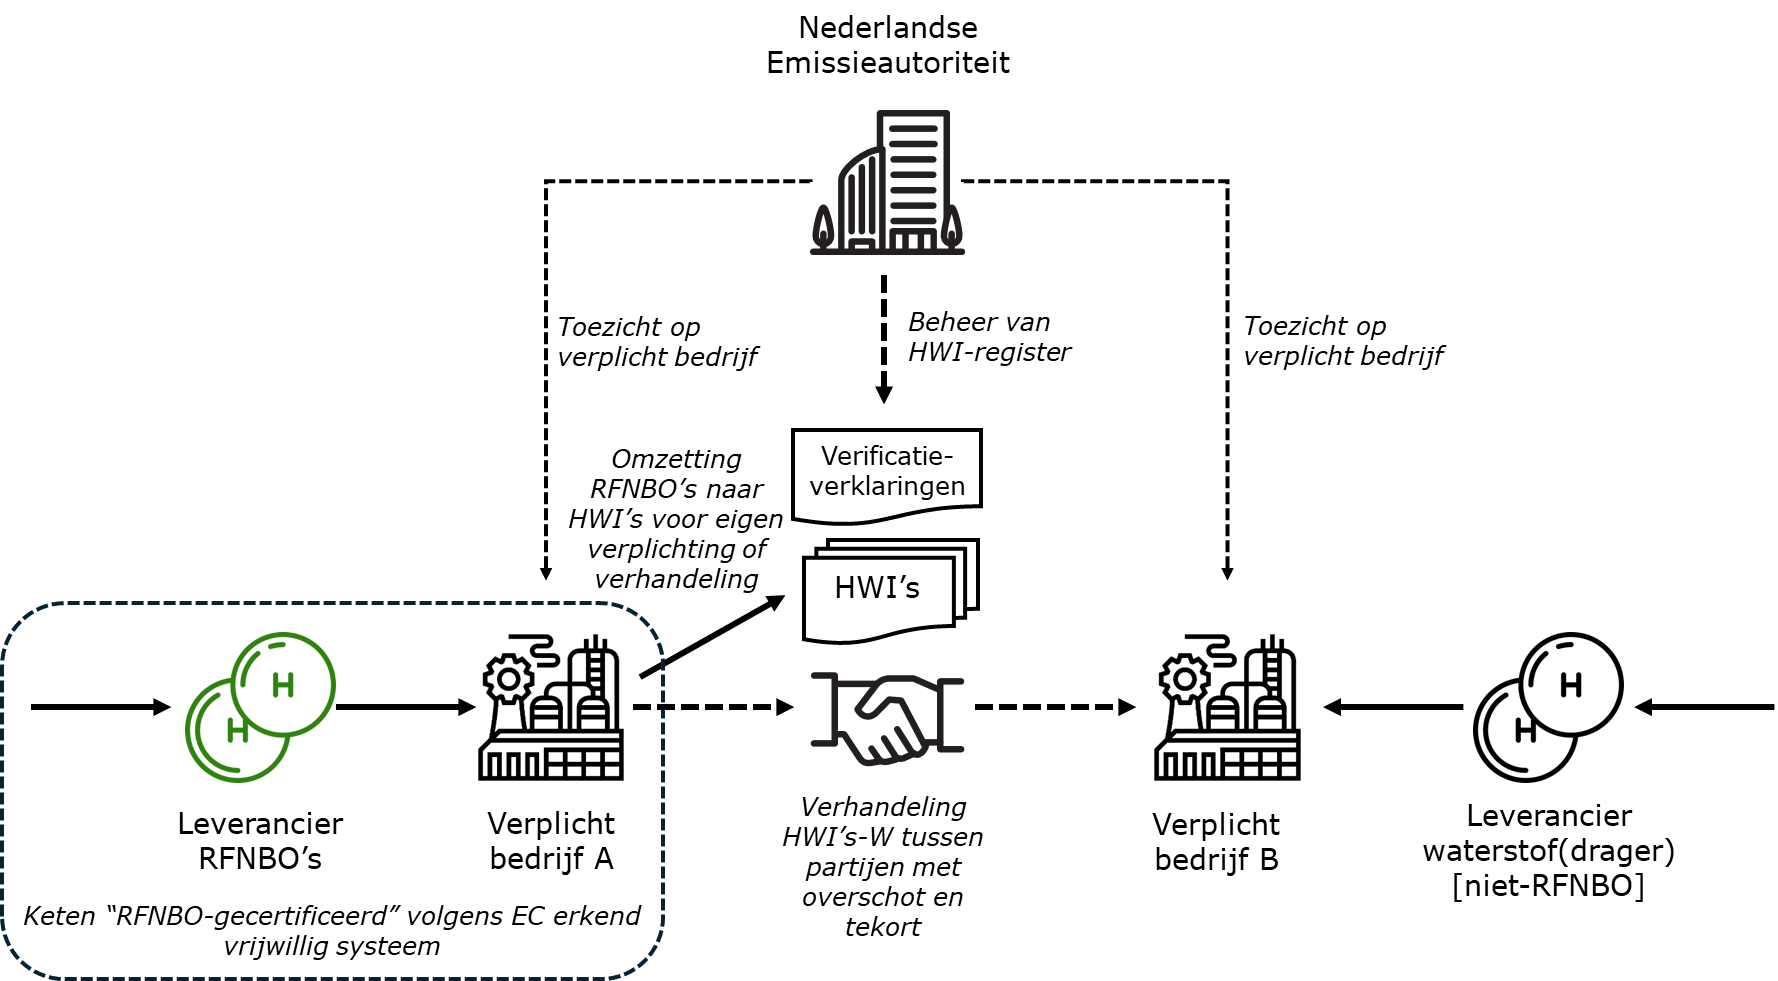 Nederlandse
Emissieautoriteit
Toezicht op
verplicht bedrijf
Beheer van
HWI-register
Toezicht op
verplicht bedrijf
Omzetting
RFNBO’s naar
HWI’s voor eigen
verplichting of
verhandeling
Verificatie-
verklaringen
HWI’s
H
H
H
H
Leverancier
RFNBO’s
Verplicht
bedrijf A
Keten “RFNBO-gecertificeerd” volgens EC erkend
vrijwillig systeem
Verhandeling
HWI’s-W tussen
partijen met
overschot en
tekort
Verplicht
bedrijf B
Leverancier
waterstof(drager)
[niet-RFNBO]